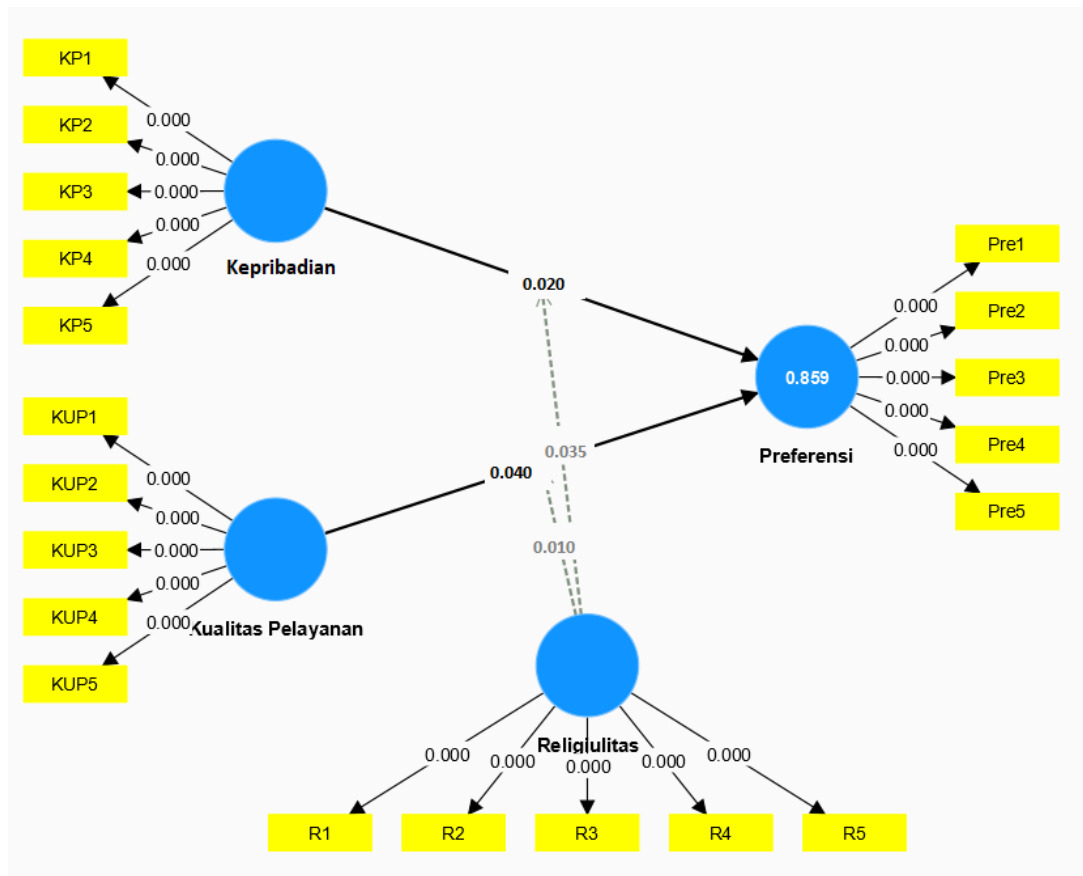 KP1
0.000
KP2
0.000
KP3
0.000
KP4
0.000
KP5
0.000
Kepribadian
0.020
Pre1
0.000
Pre2
0.000
Pre3
0.000
Pre4
0.000
Pre5
0.000
0.859
Preferensi
KUP1
0.000
KUP2
0.000
KUP3
0.000
KUP4
0.000
KUP5
0.000
Kualitas Pelayanan
0.035
0.040
0.010
Religiulitas
0.000
0.000
0.000
0.000
0.000
R1
R2
R3
R4
R5